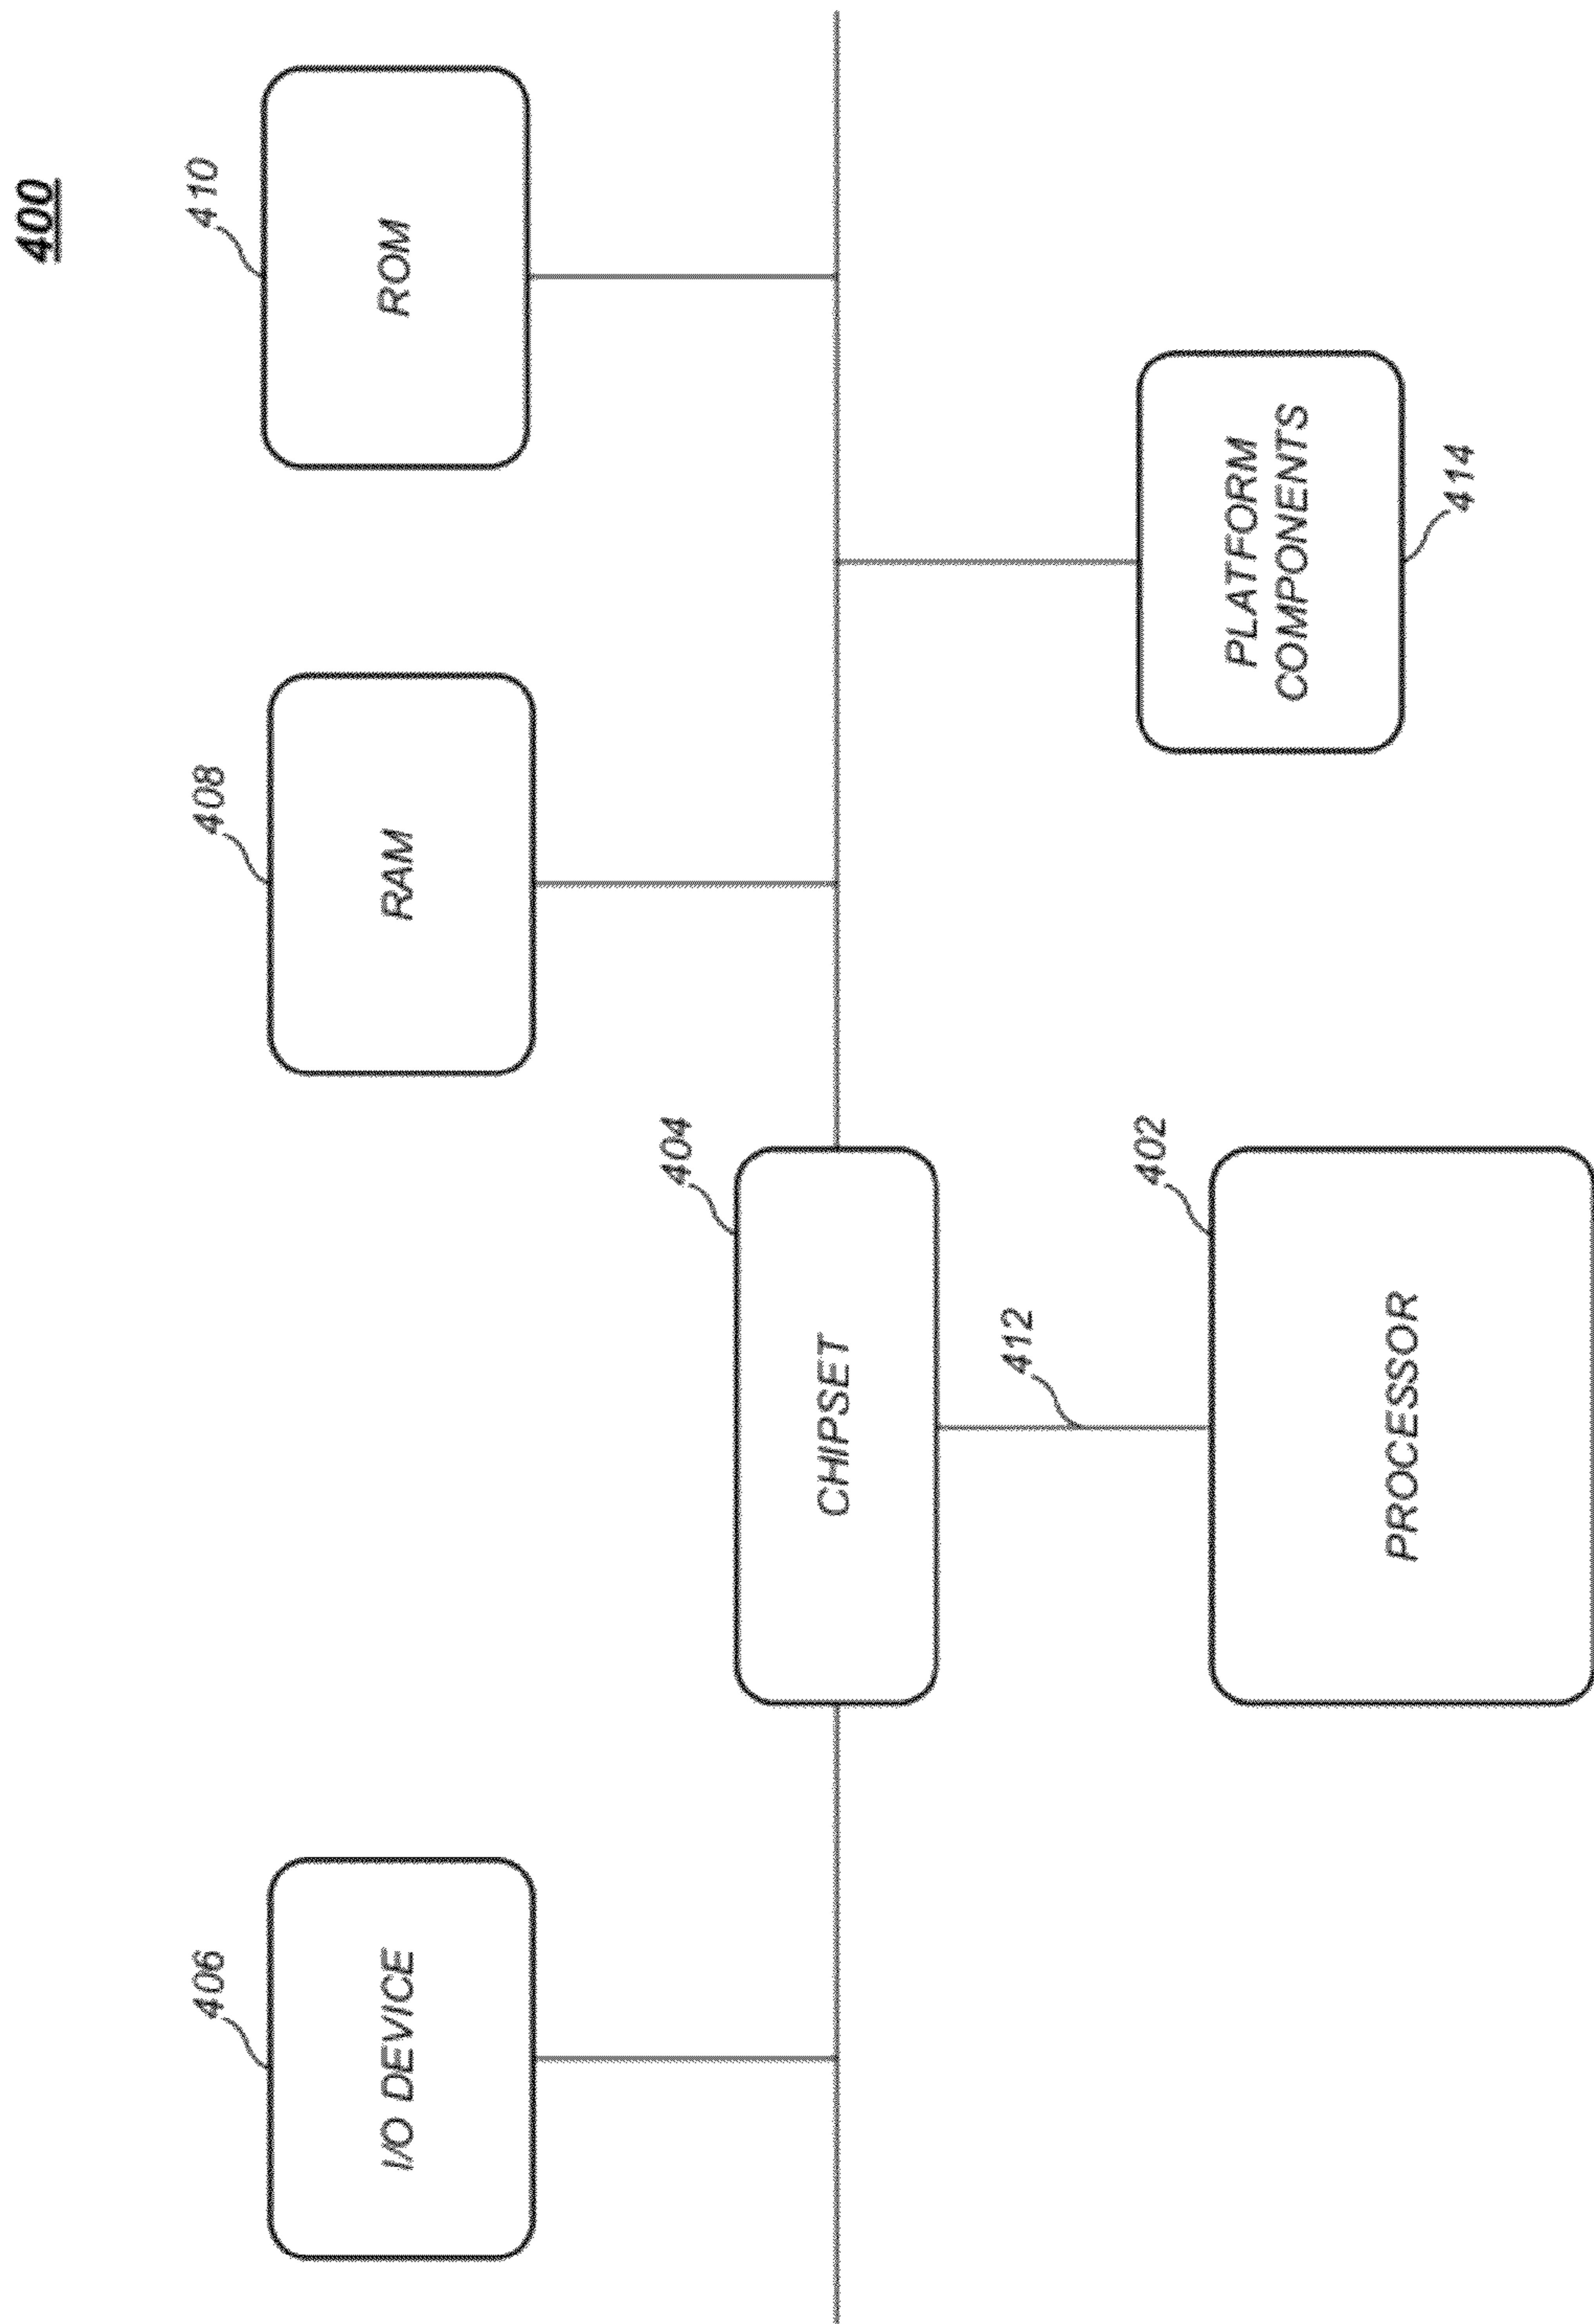 400
406
408
410
I/O DEVICE
RAM
ROM
404
CHIPSET
412
402
PROCESSOR
PLATFORM
COMPONENTS
414